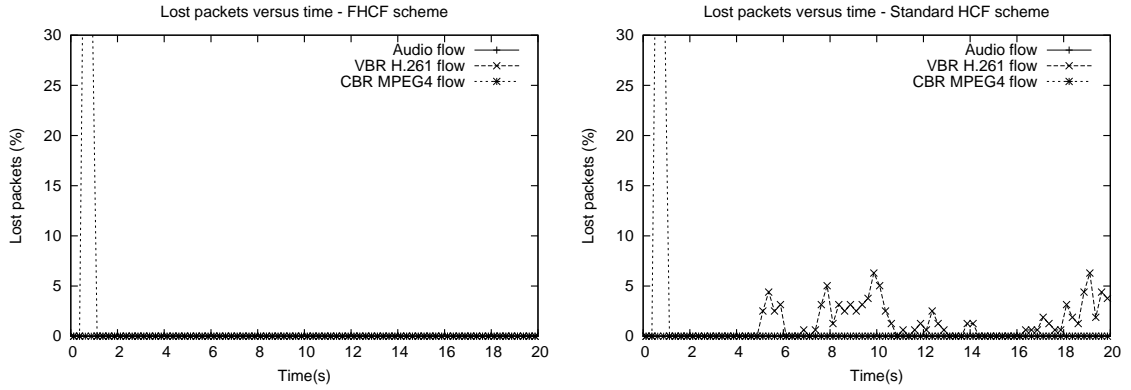 Lost packets versus time - FHCF scheme
30
25
20
15
10
5
0
Lost packets (%)
Audio flow
VBR H.261 flow
CBR MPEG4 flow
0 2 4 6 8 10 12 14 16 18 20
Time(s)
Lost packets versus time - Standard HCF scheme
30
25
20
15
10
5
0
Lost packets (%)
Audio flow
VBR H.261 flow
CBR MPEG4 flow
0 2 4 6 8 10 12 14 16 18 20
Time(s)